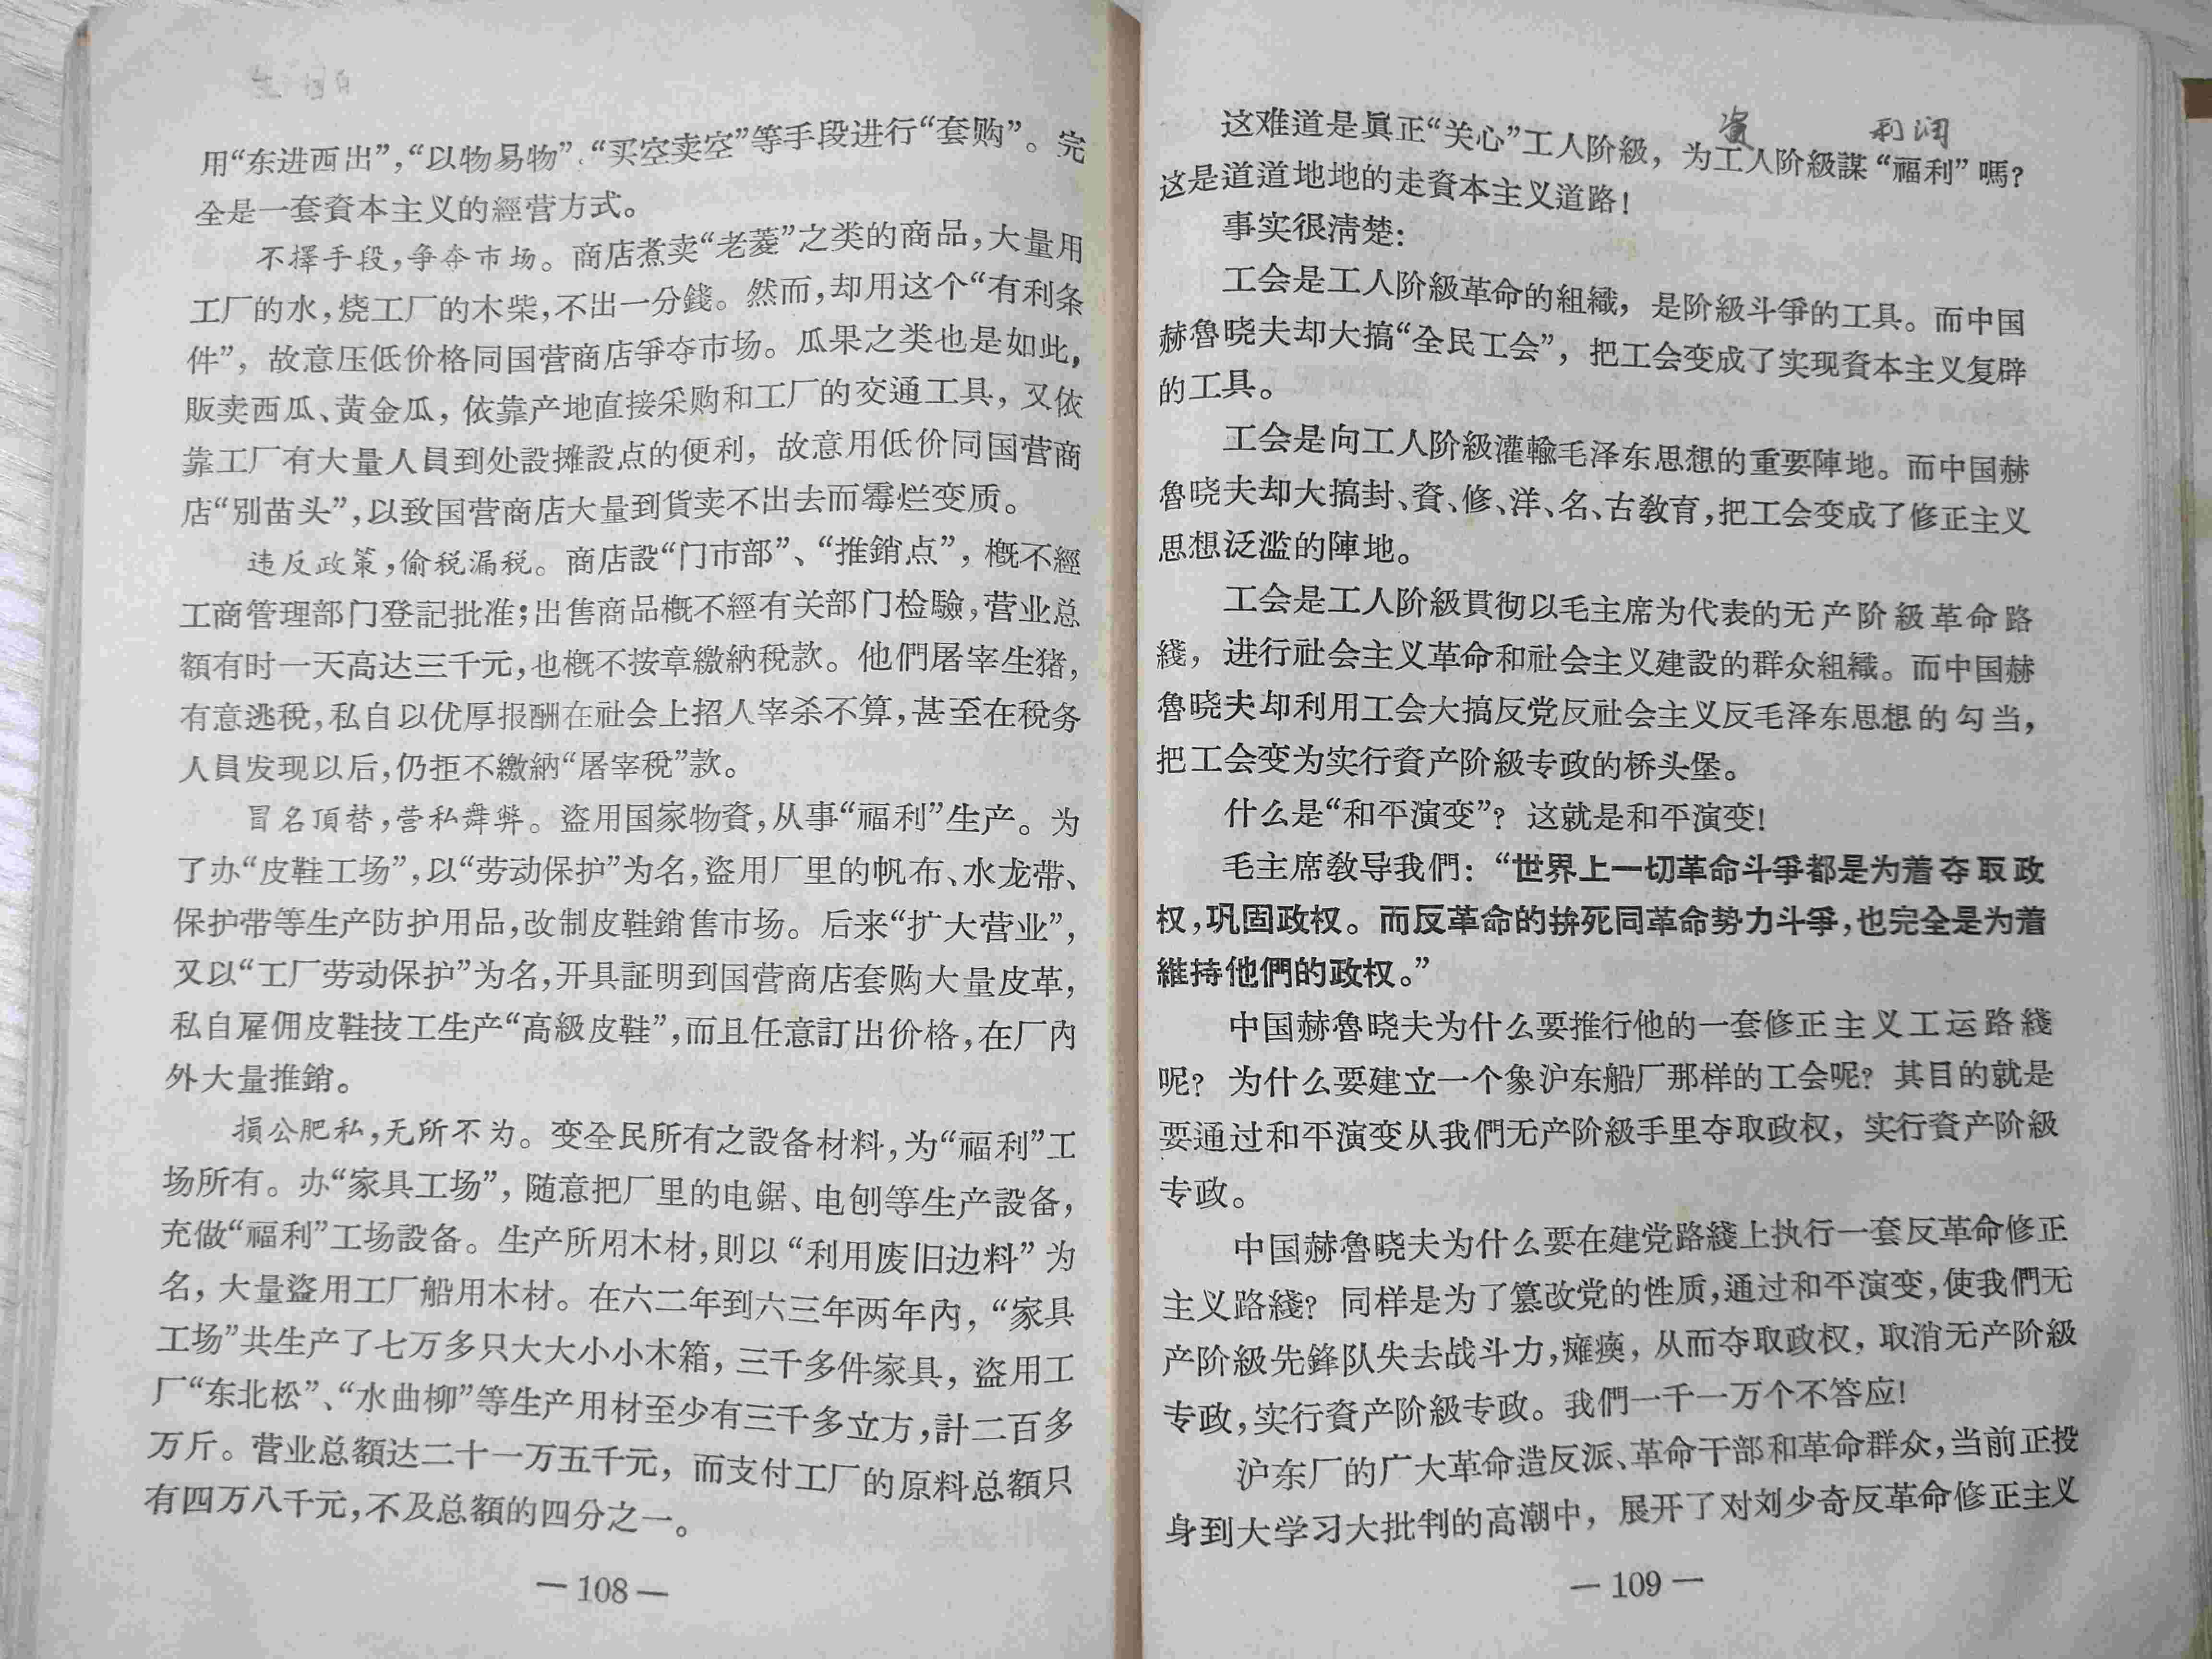 用“东进西出”,“以物易物”、“买空卖空”等手段进行“套购”。完
全是一套資本主义的經营方式。
不擇手段,争夺市场。商店煮卖“老菱”之类的商品,大量用
工厂的水,烧工厂的木柴,不出一分錢。然而,却用这个“有利条
件”，故意压低价格同国营商店爭夺市场。瓜果之类也是如此，
贩卖西瓜、黄金瓜，依靠产地直接采购和工厂的交通工具，又依
靠工厂有大量人員到处設摊設点的便利，故意用低价同国营商
店“别苗头”,以致国营商店大量到貨卖不出去而霉烂变质。
违反政策,偷税漏税。商店設“门市部”、“推銷点”，概不經
工商管理部门登記批准;出售商品概不經有关部门检驗,营业总
額有时一天高达三千元,也概不按章繳納稅款。他們屠宰生猪,
有意逃稅,私自以优厚报酬在社会上招人宰杀不算,甚至在税务
人員发现以后,仍拒不繳納“屠宰稅”款。
冒名頂替,营私舞弊。盜用国家物資,从事“福利”生产。为
了办“皮鞋工场”,以“劳动保护”为名,盜用厂里的帆布、水龙带、
保护带等生产防护用品,改制皮鞋銷售市场。后来“扩大营业”,
又以“工厂劳动保护”为名,开具証明到国营商店套购大量皮革,
私自雇佣皮鞋技工生产“高級皮鞋”,而且任意訂出价格,在厂內
外大量推銷。
損公肥私,无所不为。变全民所有之設备材料,为“福利”工
场所有。办“家具工场”，随意把厂里的电鋸、电刨等生产設备，
充做“福利”工场設备。生产所用木材,則以“利用废旧边料”为
名，大量盜用工厂船用木材。在六二年到六三年两年內，“家具
工场”共生产了七万多只大大小小木箱，三千多件家具，盜用工
厂“东北松”、“水曲柳”等生产用材至少有三千多立方,計二百多
万斤。营业总額达二十一万五千元，而支付工厂的原料总額只
有四万八千元,不及总額的四分之一。
—108—
資 利润
这难道是眞正“关心”工人阶級，为工人阶級謀“福利”嗎？
这是道道地地的走資本主义道路！
事实很淸楚：
工会是工人阶級革命的組織，是阶級斗爭的工具。而中国
赫魯晓夫却大搞“全民工会”，把工会变成了实现資本主义复辟
的工具。
工会是向工人阶級灌輸毛泽东思想的重要陣地。而中国赫
魯晓夫却大搞封、資、修、洋、名、古敎育,把工会变成了修正主义
思想泛滥的陣地。
工会是工人阶級貫彻以毛主席为代表的无产阶級革命路
綫，进行社会主义革命和社会主义建設的群众組織。而中国赫
魯晓夫却利用工会大搞反党反社会主义反毛泽东思想的勾当，
把工会变为实行資产阶級专政的桥头堡。
什么是“和平演变”？这就是和平演变！
毛主席敎导我們：“世界上一切革命斗爭都是为着夺取政
权,巩固政权。而反革命的拚死同革命势力斗爭,也完全是为着
維持他們的政权。”
中国赫魯晓夫为什么要推行他的一套修正主义工运路綫
呢？为什么要建立一个象沪东船厂那样的工会呢？其目的就是
要通过和平演变从我們无产阶級手里夺取政权，实行資产阶級
专政。
中国赫魯晓夫为什么要在建党路綫上执行一套反革命修正
主义路綫？同样是为了篡改党的性质,通过和平演变,使我們无
产阶級先鋒队失去战斗力,瘫瘓，从而夺取政权，取消无产阶級
专政,实行資产阶級专政。我們一千一万个不答应！
沪东厂的广大革命造反派、革命干部和革命群众,当前正投
身到大学习大批判的高潮中，展开了对刘少奇反革命修正主义
—109—